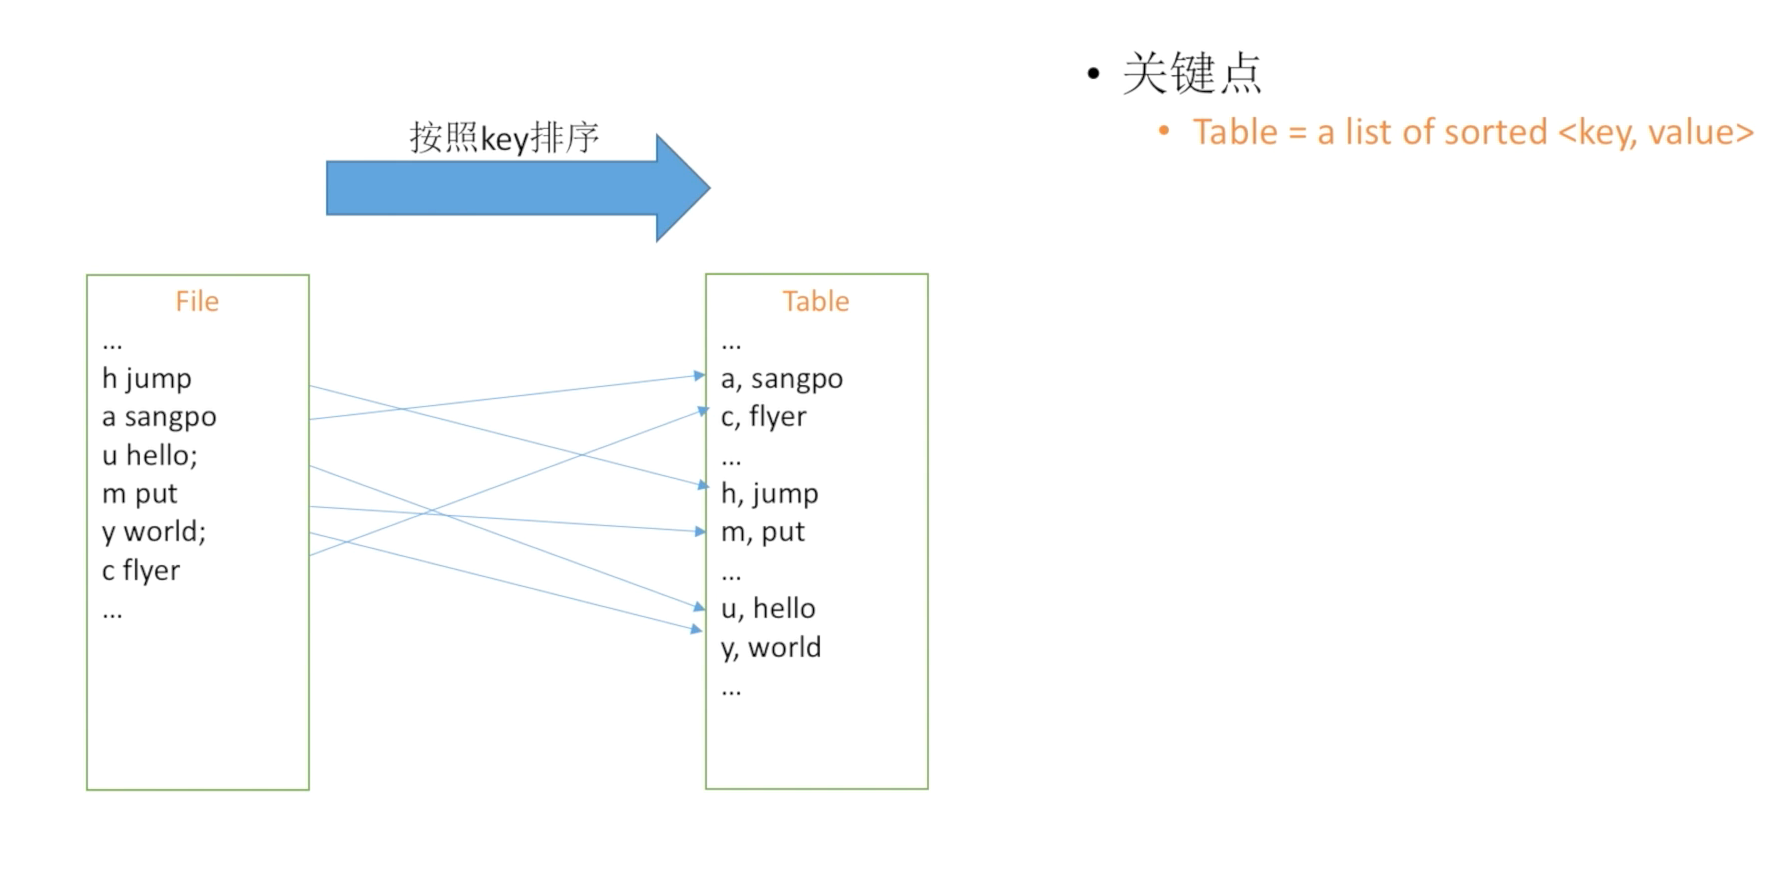 • 关键点
• Table = a list of sorted <key, value>
按照key排序
File
...
h jump
a sangpo
u hello;
m put
y world;
c flyer
...
Table
...
a, sangpo
c, flyer
...
h, jump
m, put
...
u, hello
y, world
...